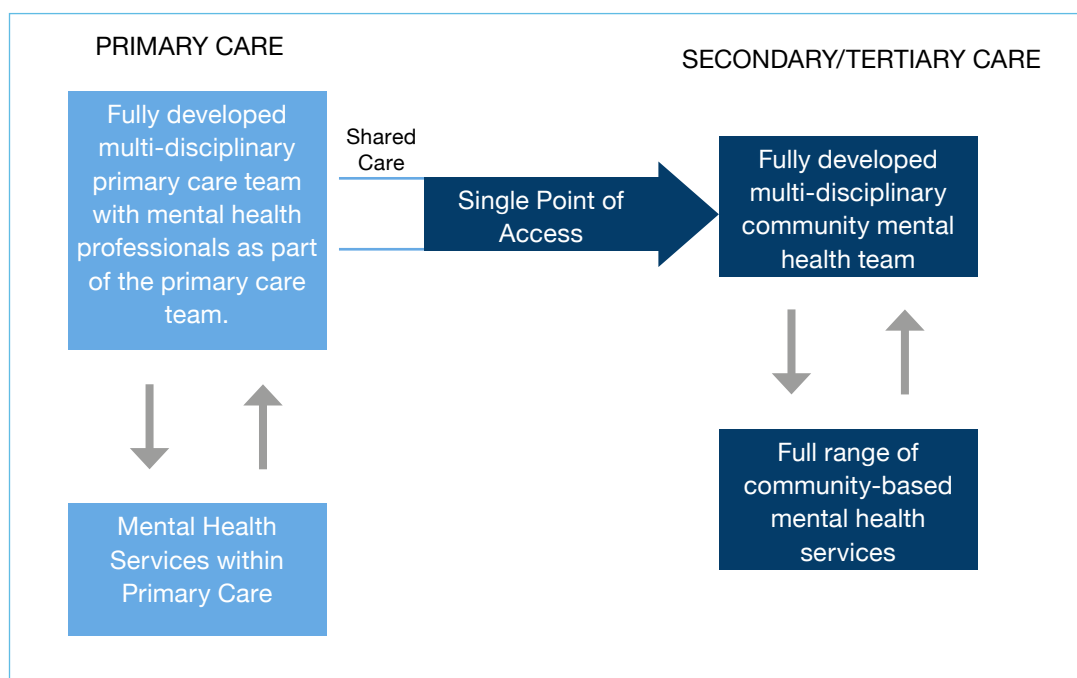 PRIMARY CARE
Fully developed
multi-disciplinary
primary care team
with mental health
professionals as part
of the primary care
team.
Mental Health
Services within
Primary Care
Shared
Care
Single Point of
Access
SECONDARY/TERTIARY CARE
Fully developed
multi-disciplinary
community mental
health team
Full range of
community-based
mental health
services